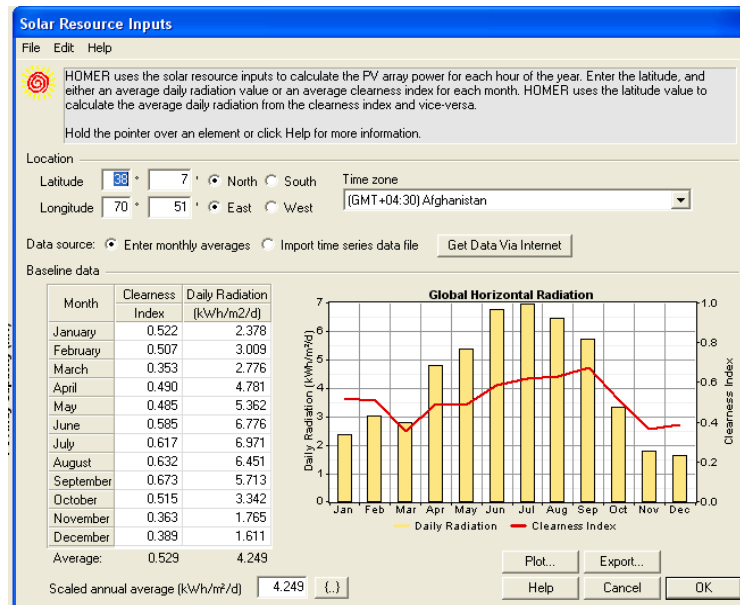 Solar Resource Inputs
File Edit Help
HOMER uses the solar resource inputs to calculate the PV array power for each hour of the year. Enter the latitude, and
either an average daily radiation value or an average clearness index for each month. HOMER uses the latitude value to
calculate the average daily radiation from the clearness index and vice-versa.
Hold the pointer over an element or click Help for more information.
Location
Latitude 38 ° 7 ' North South
Time zone
Longitude 70 ° 51 ' East West
(GMT+04:30) Afghanistan
Data source: Enter monthly averages Import time series data file Get Data Via Internet
Baseline data
Month Clearness Index Daily Radiation (kWh/m2/d)
January 0.522 2.378
February 0.507 3.009
March 0.353 2.776
April 0.490 4.781
May 0.485 5.362
June 0.585 6.776
July 0.617 6.971
August 0.632 6.451
September 0.673 5.713
October 0.515 3.342
November 0.363 1.765
December 0.389 1.611
Average: 0.529 4.249
Scaled annual average (kWh/m²/d) 4.249 {..}
Global Horizontal Radiation
Daily Radiation (kWh/m²/d)
7
6
5
4
3
2
1
0
Jan Feb Mar Apr May Jun Jul Aug Sep Oct Nov Dec
1.0
0.8
0.6
0.4
0.2
0.0
Clearness Index
Daily Radiation Clearness Index
Plot... Export...
Help Cancel OK